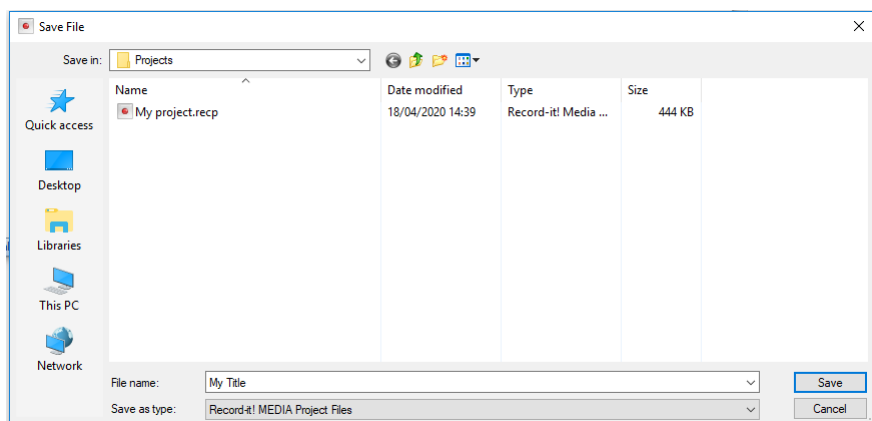 Save File
Save in: Projects
Name Date modified Type Size
My project.recp 18/04/2020 14:39 Record-it! Media ... 444 KB
Quick access
Desktop
Libraries
This PC
Network
File name: My Title Save
Save as type: Record-it! MEDIA Project Files Cancel